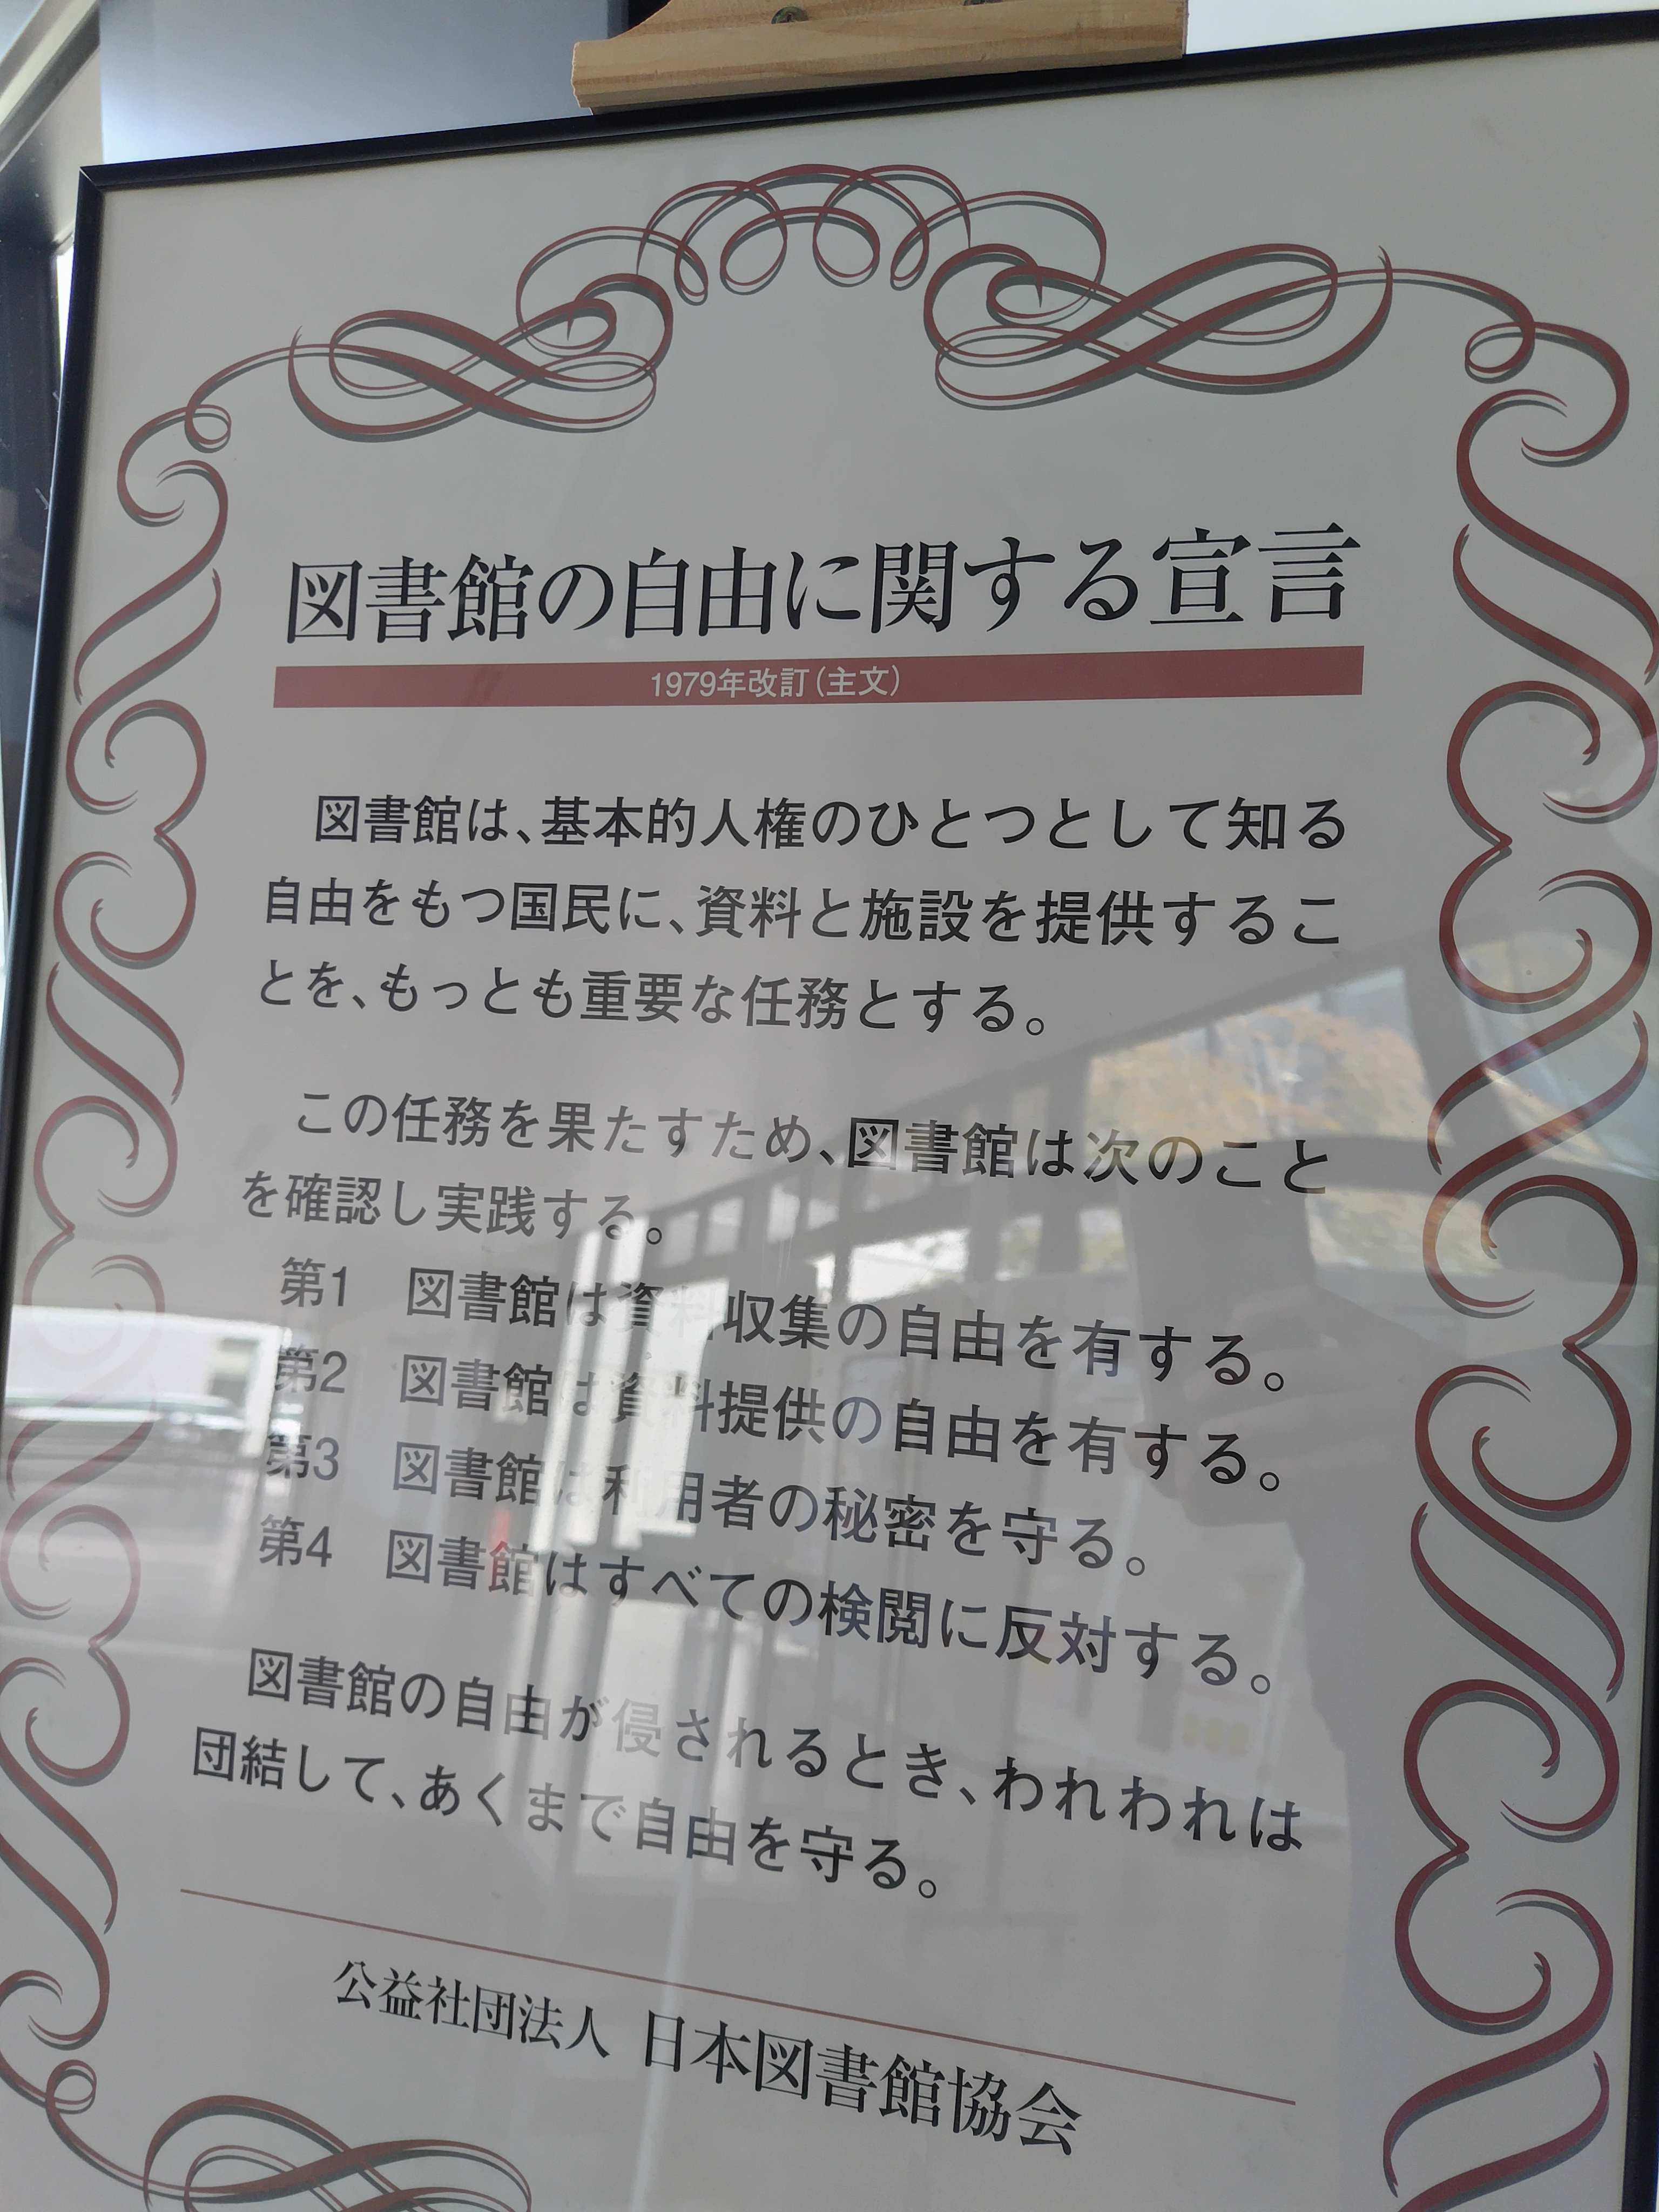 図書館の自由に関する宣言
1979年改訂(主文)
図書館は、基本的人権のひとつとして知る
自由をもつ国民に、資料と施設を提供するこ
とを、もっとも重要な任務とする。
この任務を果たすため、図書館は次のこと
を確認し実践する。
第1　図書館は資料収集の自由を有する。
第2　図書館は資料提供の自由を有する。
第3　図書館は利用者の秘密を守る。
第4　図書館はすべての検閲に反対する。
図書館の自由が侵されるとき、われわれは
団結して、あくまで自由を守る。
公益社団法人 日本図書館協会